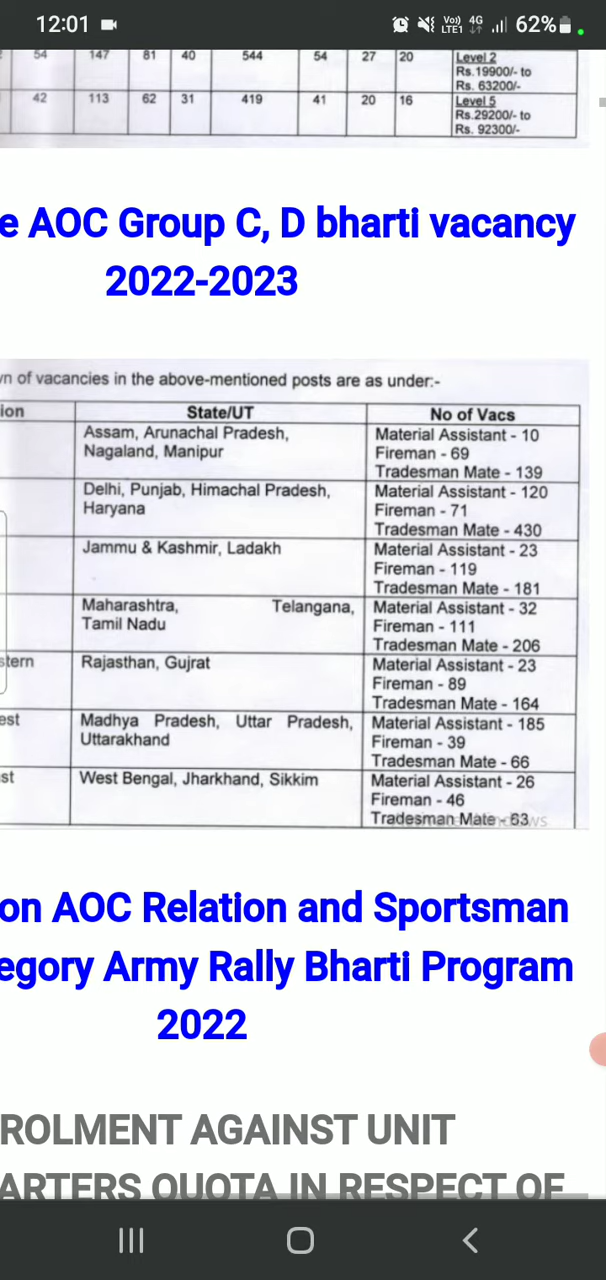 12:01 Vo)) LTE1 4G 62%
54 147 81 40 544 54 27 20 Level 2
Rs.19900/- to
Rs. 63200/-
42 113 62 31 419 41 20 16 Level 5
Rs.29200/- to
Rs. 92300/-
e AOC Group C, D bharti vacancy
2022-2023
of vacancies in the above-mentioned posts are as under:-
ion State/UT No of Vacs
Assam, Arunachal Pradesh, Material Assistant - 10
Nagaland, Manipur Fireman - 69
Tradesman Mate - 139
Delhi, Punjab, Himachal Pradesh, Material Assistant - 120
Haryana Fireman - 71
Tradesman Mate - 430
Jammu & Kashmir, Ladakh Material Assistant - 23
Fireman - 119
Tradesman Mate - 181
Maharashtra, Telangana, Material Assistant - 32
Tamil Nadu Fireman - 111
Tradesman Mate - 206
stern Rajasthan, Gujrat Material Assistant - 23
Fireman - 89
Tradesman Mate - 164
est Madhya Pradesh, Uttar Pradesh, Material Assistant - 185
Uttarakhand Fireman - 39
Tradesman Mate - 66
st West Bengal, Jharkhand, Sikkim Material Assistant - 26
Fireman - 46
Tradesman Mate - 63
on AOC Relation and Sportsman
egory Army Rally Bharti Program
2022
ROLMENT AGAINST UNIT
ARTERS QUOTA IN RESPECT OF